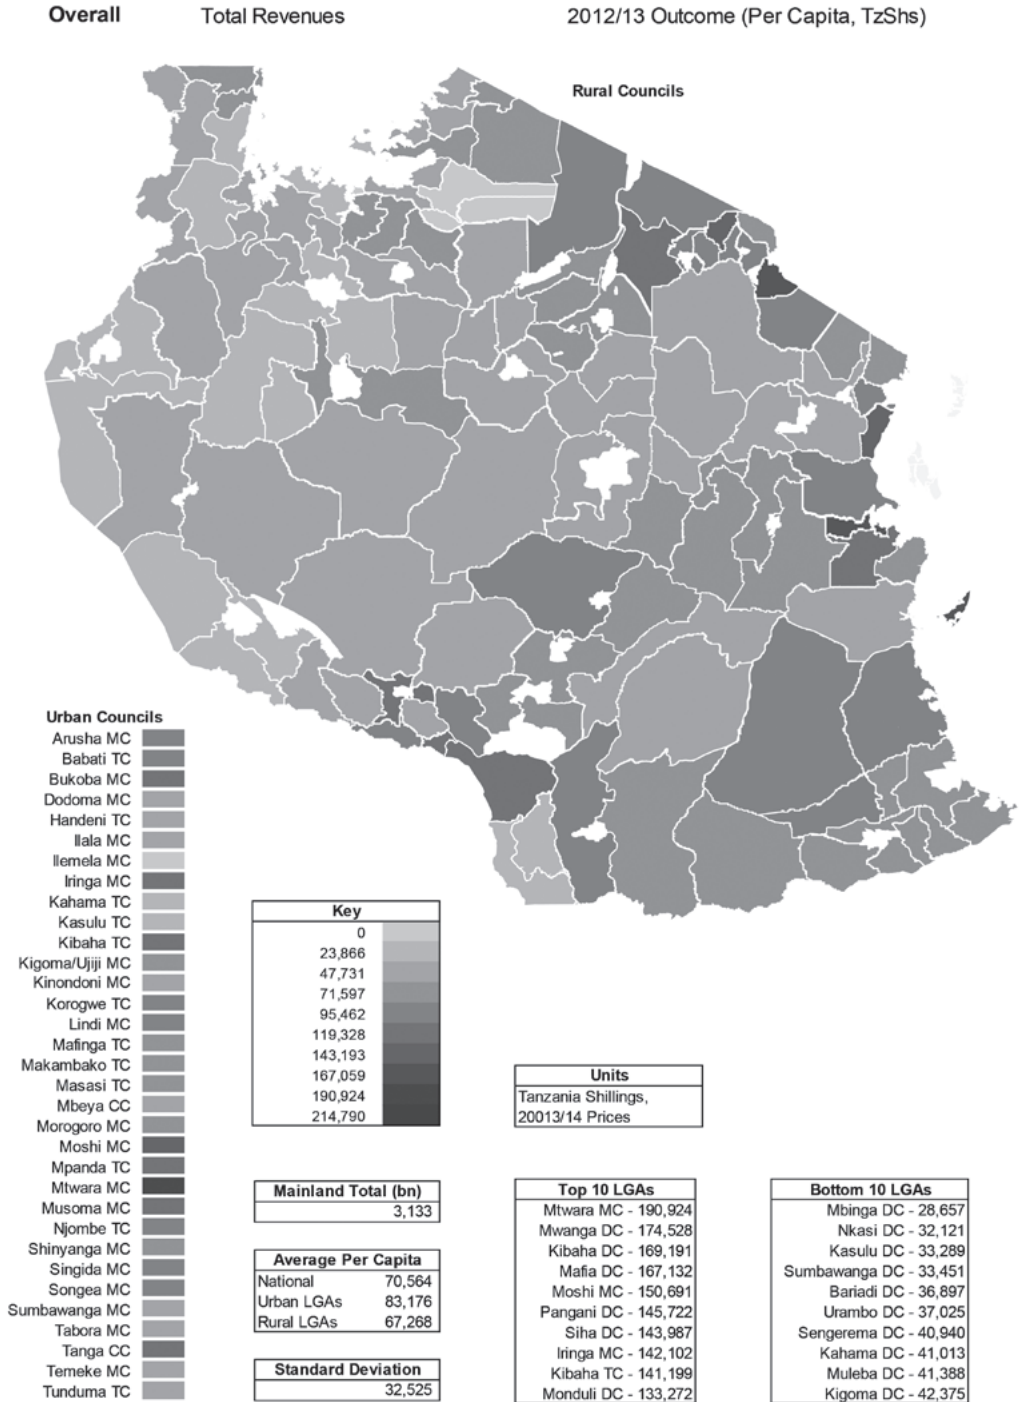 Overall Total Revenues 2012/13 Outcome (Per Capita, TzShs)
Rural Councils
Urban Councils
Arusha MC
Babati TC
Bukoba MC
Dodoma MC
Handeni TC
Ilala MC
Ilemela MC
Iringa MC
Kahama TC
Kasulu TC
Kibaha TC
Kigoma/Ujiji MC
Kinondoni MC
Korogwe TC
Lindi MC
Mafinga TC
Makambako TC
Masasi TC
Mbeya CC
Morogoro MC
Moshi MC
Mpanda TC
Mtwara MC
Musoma MC
Njombe TC
Shinyanga MC
Singida MC
Songea MC
Sumbawanga MC
Tabora MC
Tanga CC
Temeke MC
Tunduma TC
Key
0
23,866
47,731
71,597
95,462
119,328
143,193
167,059
190,924
214,790
Units
Tanzania Shillings,
20013/14 Prices
Mainland Total (bn)
3,133
Average Per Capita
National 70,564
Urban LGAs 83,176
Rural LGAs 67,268
Standard Deviation
32,525
Top 10 LGAs
Mtwara MC - 190,924
Mwanga DC - 174,528
Kibaha DC - 169,191
Mafia DC - 167,132
Moshi MC - 150,691
Pangani DC - 145,722
Siha DC - 143,987
Iringa MC - 142,102
Kibaha TC - 141,199
Monduli DC - 133,272
Bottom 10 LGAs
Mbinga DC - 28,657
Nkasi DC - 32,121
Kasulu DC - 33,289
Sumbawanga DC - 33,451
Bariadi DC - 36,897
Urambo DC - 37,025
Sengerema DC - 40,940
Kahama DC - 41,013
Muleba DC - 41,388
Kigoma DC - 42,375